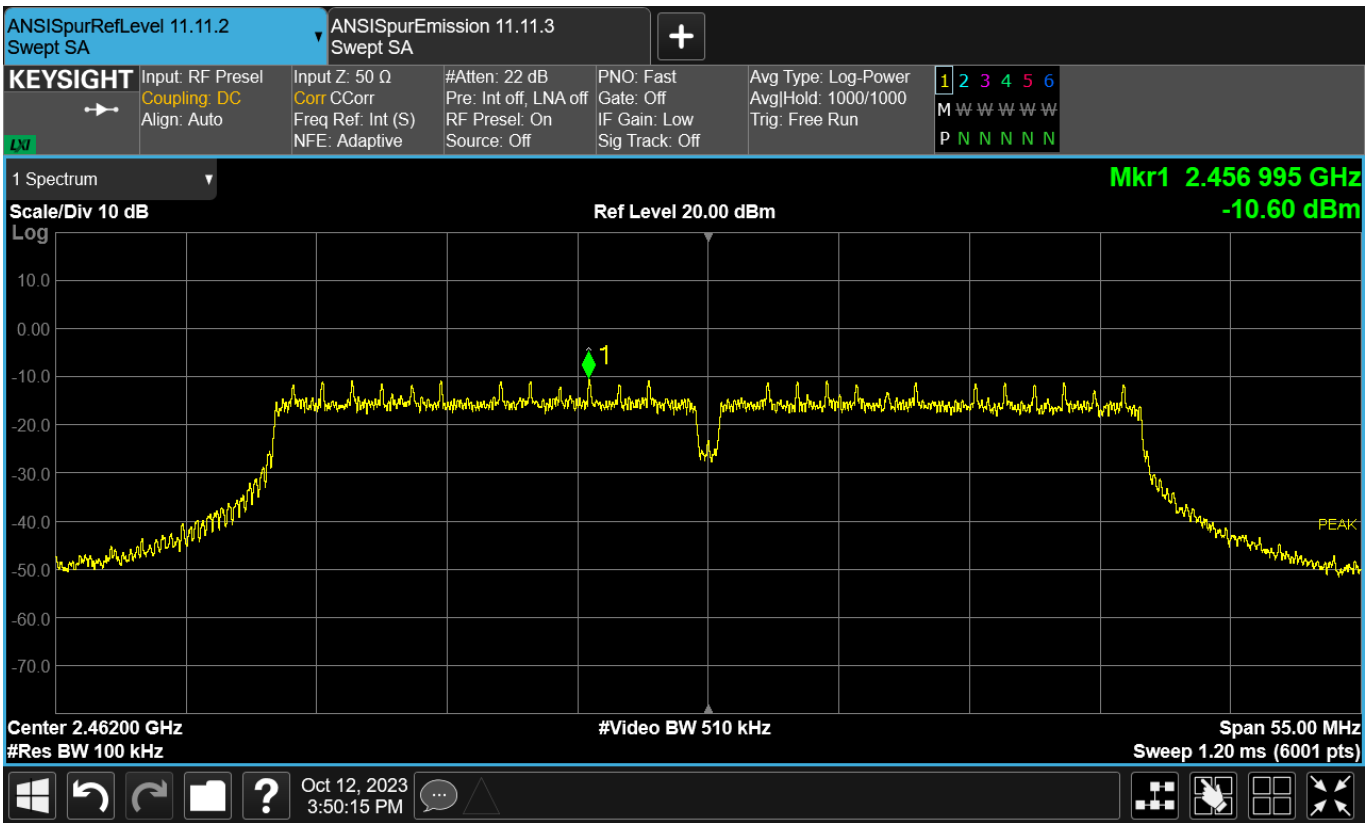 ANSISpurRefLevel 11.11.2
Swept SA
ANSISpurEmission 11.11.3
Swept SA
KEYSIGHT
LXI
Input: RF Presel
Coupling: DC
Align: Auto
Input Z: 50 Ω
Corr CCorr
Freq Ref: Int (S)
NFE: Adaptive
#Atten: 22 dB
Pre: Int off, LNA off
RF Presel: On
Source: Off
PNO: Fast
Gate: Off
IF Gain: Low
Sig Track: Off
Avg Type: Log-Power
Avg|Hold: 1000/1000
Trig: Free Run
1 2 3 4 5 6
M W W W W W
P N N N N N
1 Spectrum
Scale/Div 10 dB
Ref Level 20.00 dBm
Mkr1 2.456 995 GHz
-10.60 dBm
Log
10.0
0.00
-10.0
-20.0
-30.0
-40.0
-50.0
-60.0
-70.0
1
PEAK
Center 2.46200 GHz
#Res BW 100 kHz
#Video BW 510 kHz
Span 55.00 MHz
Sweep 1.20 ms (6001 pts)
Oct 12, 2023
3:50:15 PM